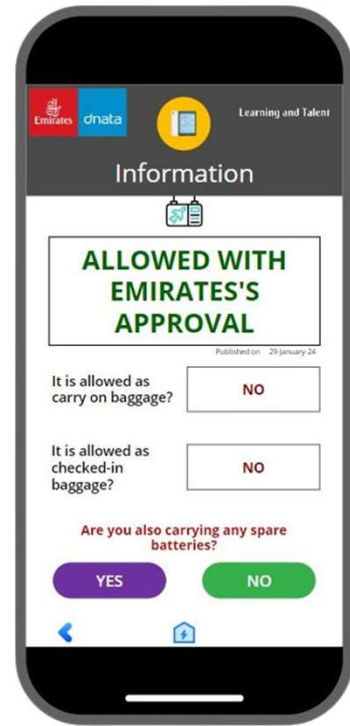 Emirates dnata Learning and Talent
Information
ALLOWED WITH
EMIRATES'S
APPROVAL
Published on 29-January-24
It is allowed as
carry on baggage?
NO
It is allowed as
checked-in
baggage?
NO
Are you also carrying any spare
batteries?
YES NO